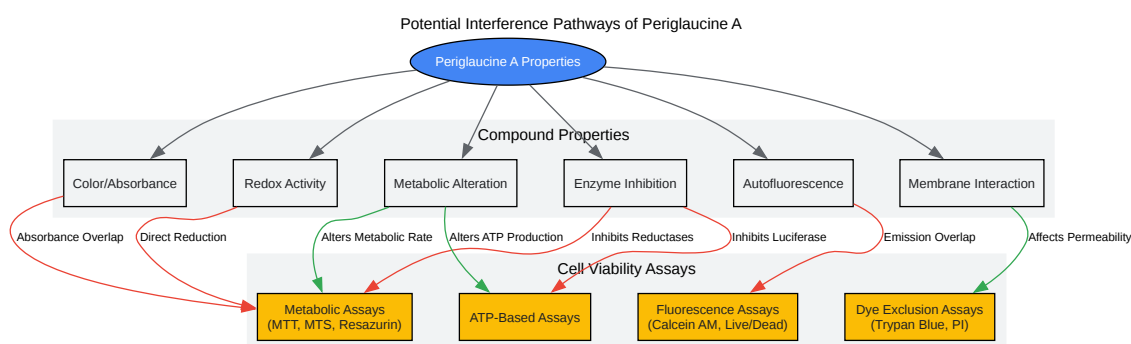 Potential Interference Pathways of Periglaucine A
Periglaucine A Properties
Compound Properties
Color/Absorbance
Redox Activity
Metabolic Alteration
Enzyme Inhibition
Autofluorescence
Membrane Interaction
Absorbance Overlap
Direct Reduction
Alters Metabolic Rate
Alters ATP Production
Inhibits Reductases
Inhibits Luciferase
Emission Overlap
Affects Permeability
Cell Viability Assays
Metabolic Assays
(MTT, MTS, Resazurin)
ATP-Based Assays
Fluorescence Assays
(Calcein AM, Live/Dead)
Dye Exclusion Assays
(Trypan Blue, PI)